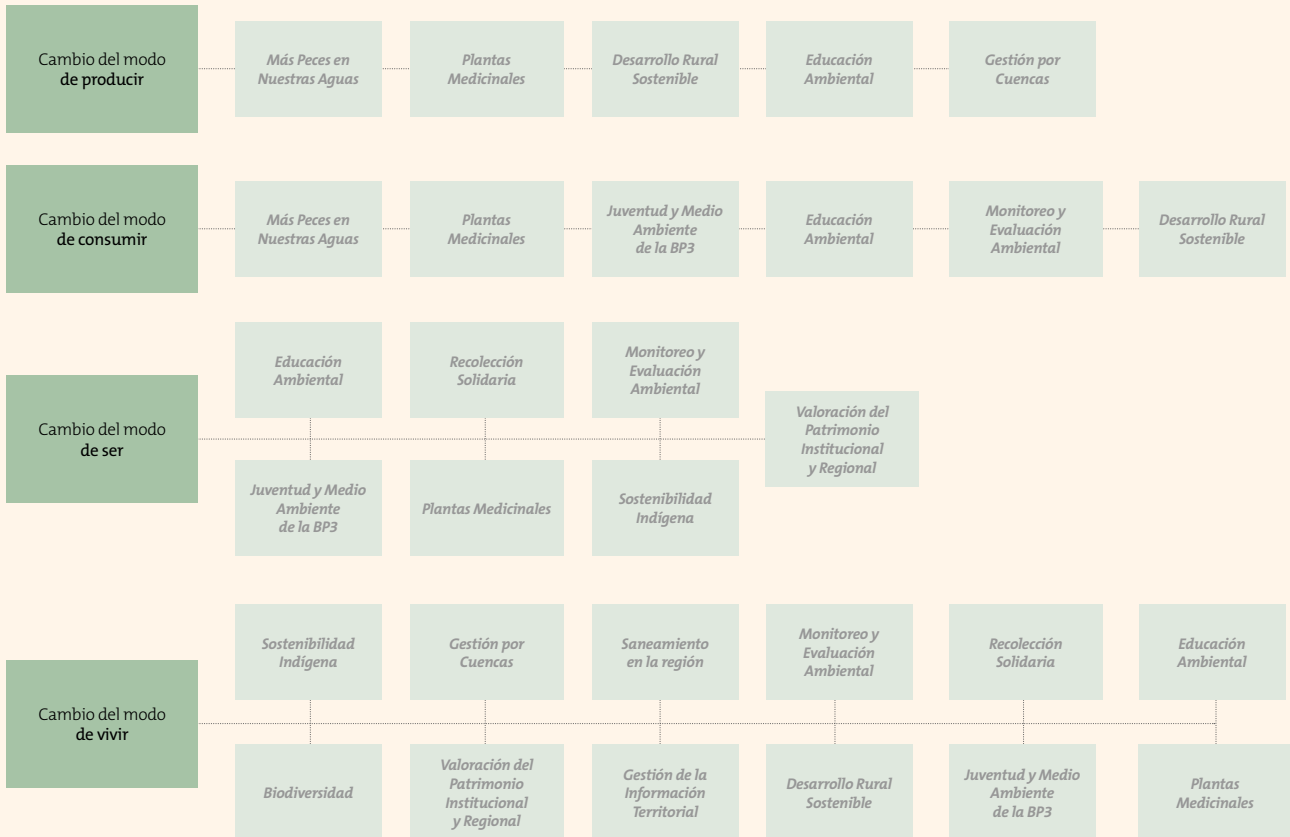 Cambio del modo
de producir
Más Peces en
Nuestras Aguas
Plantas
Medicinales
Desarrollo Rural
Sostenible
Educación
Ambiental
Gestión por
Cuencas
Cambio del modo
de consumir
Más Peces en
Nuestras Aguas
Plantas
Medicinales
Juventud y Medio
Ambiente
de la BP3
Educación
Ambiental
Monitoreo y
Evaluación
Ambiental
Desarrollo Rural
Sostenible
Cambio del modo
de ser
Educación
Ambiental
Recolección
Solidaria
Monitoreo y
Evaluación
Ambiental
Valoración del
Patrimonio
Institucional
y Regional
Juventud y Medio
Ambiente
de la BP3
Plantas Medicinales
Sostenibilidad
Indígena
Cambio del modo
de vivir
Sostenibilidad
Indígena
Gestión por
Cuencas
Saneamiento
en la región
Monitoreo y
Evaluación
Ambiental
Recolección
Solidaria
Educación
Ambiental
Biodiversidad
Valoración del
Patrimonio
Institucional
y Regional
Gestión de la
Información
Territorial
Desarrollo Rural
Sostenible
Juventud y Medio
Ambiente
de la BP3
Plantas
Medicinales